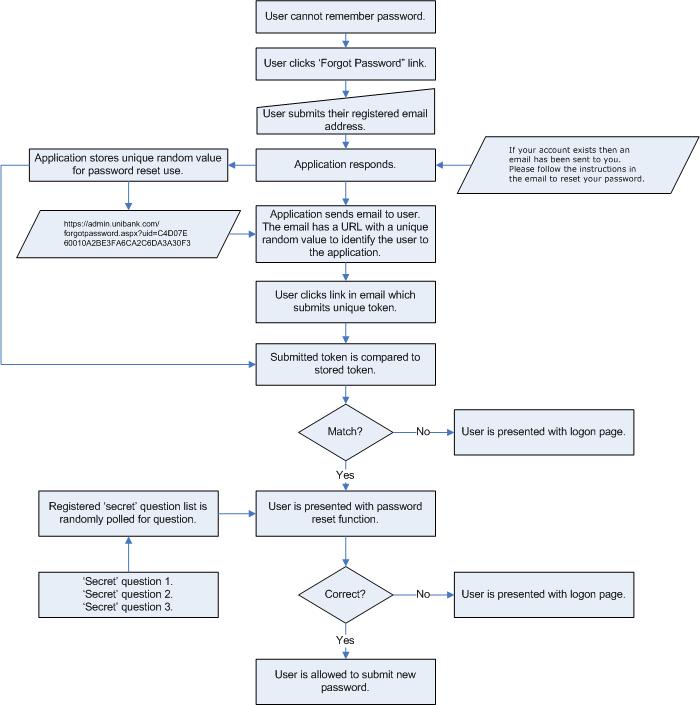 User cannot remember password.
User clicks ‘Forgot Password” link.
User submits their registered email
address.
Application stores unique random value
for password reset use.
Application responds.
If your account exists then an
email has been sent to you.
Please follow the instructions in
the email to reset your password.
https://admin.unibank.com/
forgotpassword.aspx?uid=C4D07E
60010A2BE3FA6CA2C6DA3A30F3
Application sends email to user.
The email has a URL with a unique
random value to identify the user to
the application.
User clicks link in email which
submits unique token.
Submitted token is compared to
stored token.
Match?
No
User is presented with logon page.
Yes
Registered ‘secret’ question list is
randomly polled for question.
User is presented with password
reset function.
‘Secret’ question 1.
‘Secret’ question 2.
‘Secret’ question 3.
Correct?
No
User is presented with logon page.
Yes
User is allowed to submit new
password.